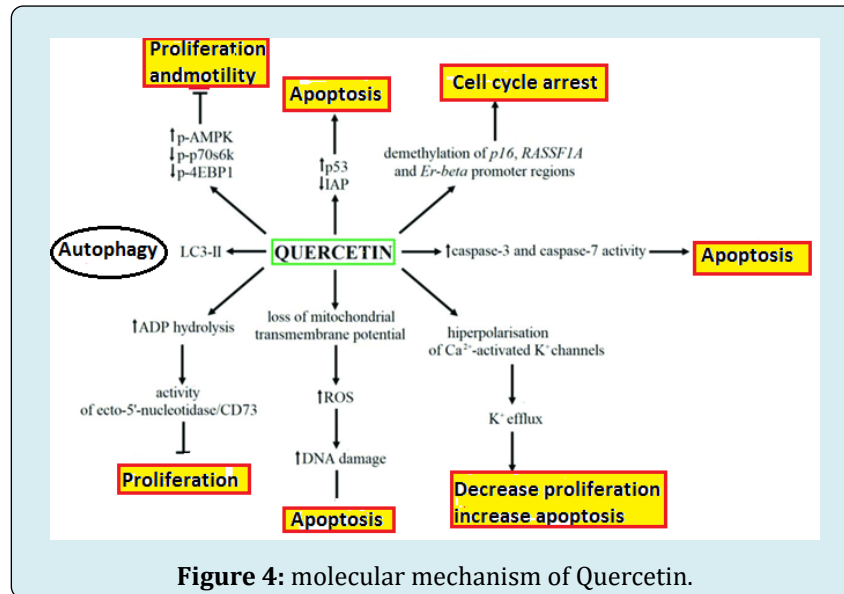 Proliferation
andmotility
Apoptosis
Cell cycle arrest
↑p-AMPK
↓p-p70s6k
↓p-4EBP1
↑p53
↓IAP
demethylation of p16, RASSF1A
and Er-beta promoter regions
Autophagy
LC3-II
QUERCETIN
↑caspase-3 and caspase-7 activity
Apoptosis
↑ADP hydrolysis
loss of mitochondrial
transmembrane potential
hiperpolarisation
of Ca²⁺-activated K⁺channels
activity
of ecto-5'-nucleotidase/CD73
↑ROS
K⁺ efflux
↑DNA damage
Proliferation
Apoptosis
Decrease proliferation
increase apoptosis
Figure 4: molecular mechanism of Quercetin.